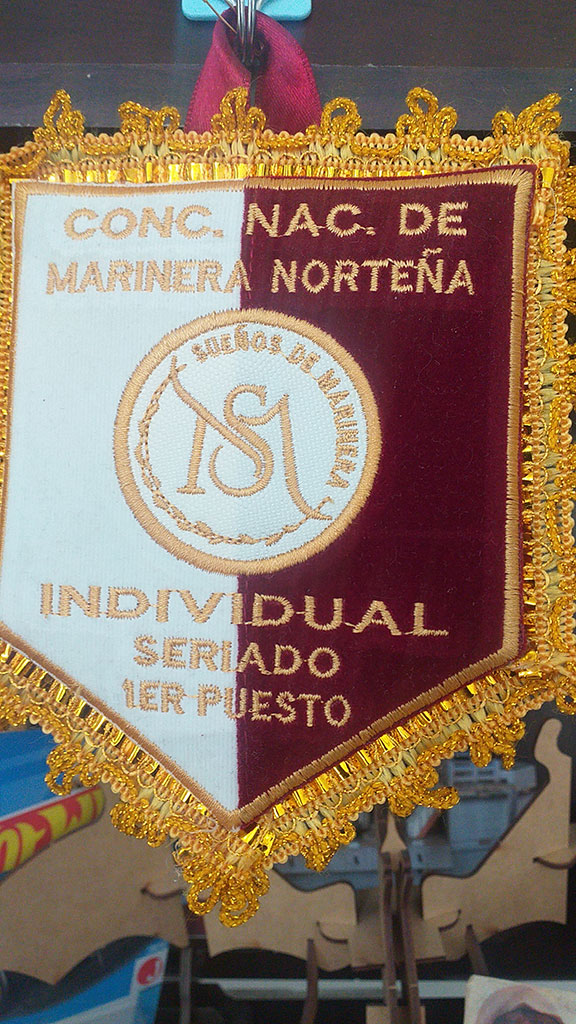 CONC. NAC. DE
MARINERA NORTEÑA
SUEÑOS DE MARINERA
SM
INDIVIDUAL
SERIADO
1ER PUESTO